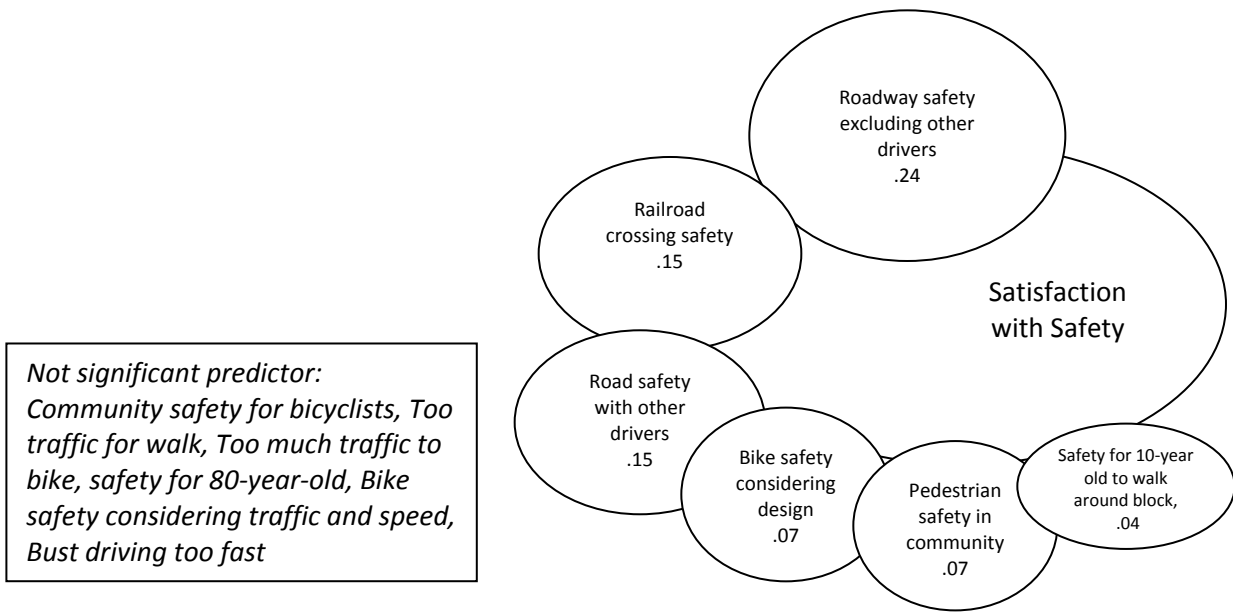 Roadway safety
excluding other
drivers
.24
Railroad
crossing safety
.15
Satisfaction
with Safety
Not significant predictor:
Community safety for bicyclists, Too
traffic for walk, Too much traffic to
bike, safety for 80-year-old, Bike
safety considering traffic and speed,
Bust driving too fast
Road safety
with other
drivers
.15
Bike safety
considering
design
.07
Pedestrian
safety in
community
.07
Safety for 10-year
old to walk
around block,
.04